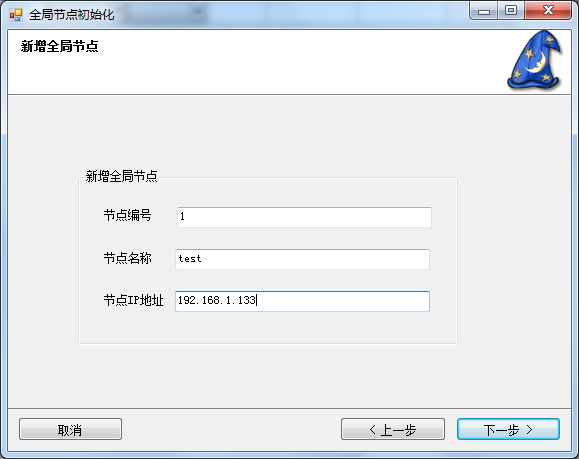 全局节点初始化
新增全局节点
新增全局节点
节点编号 1
节点名称 test
节点IP地址 192.168.1.133
取消 < 上一步 下一步 >